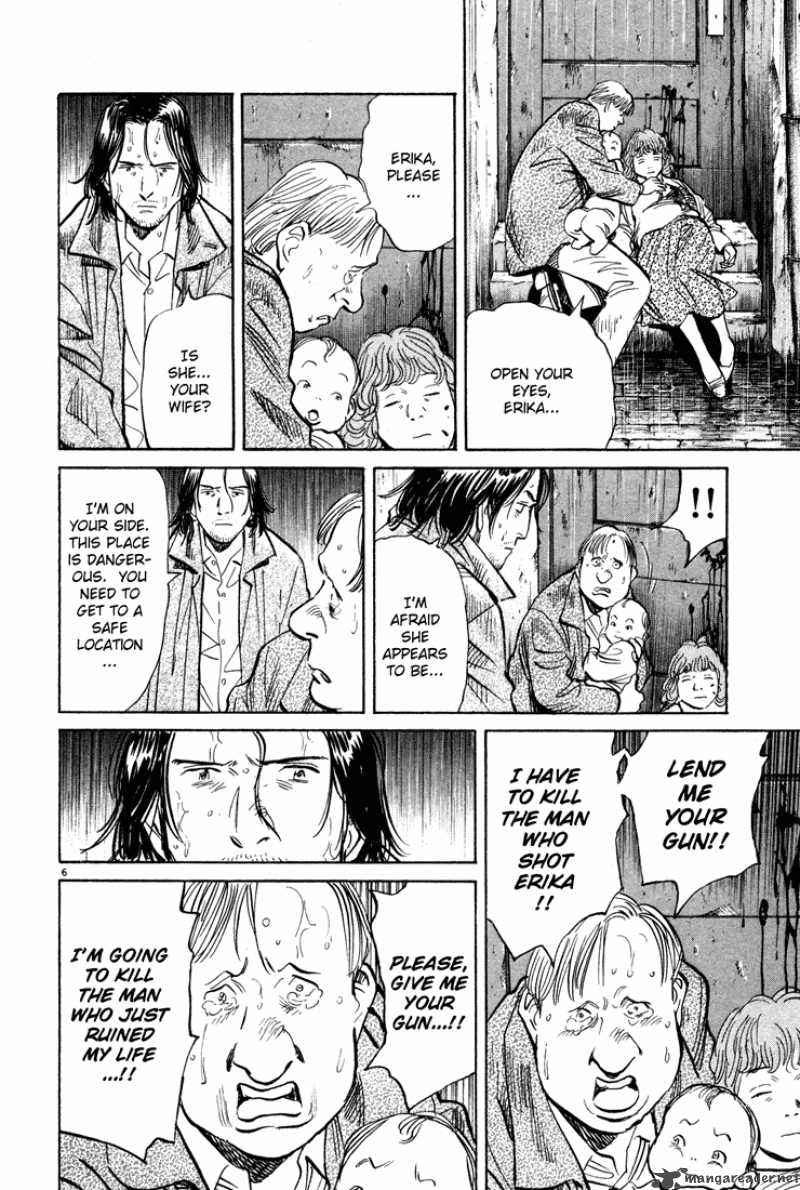 OPEN YOUR
EYES,
ERIKA...
ERIKA,
PLEASE
...
IS
SHE...
YOUR
WIFE?
!!
I'M
AFRAID
SHE
APPEARS
TO BE...
I'M ON
YOUR SIDE.
THIS PLACE
IS DANGER-
OUS. YOU
NEED TO
GET TO A
SAFE
LOCATION
...
LEND
ME
YOUR
GUN!!
I HAVE
TO KILL
THE MAN
WHO
SHOT
ERIKA
!!
PLEASE,
GIVE ME
YOUR
GUN...!!
I'M GOING
TO KILL
THE MAN
WHO JUST
RUINED
MY LIFE
...!!
6
mangareader.net